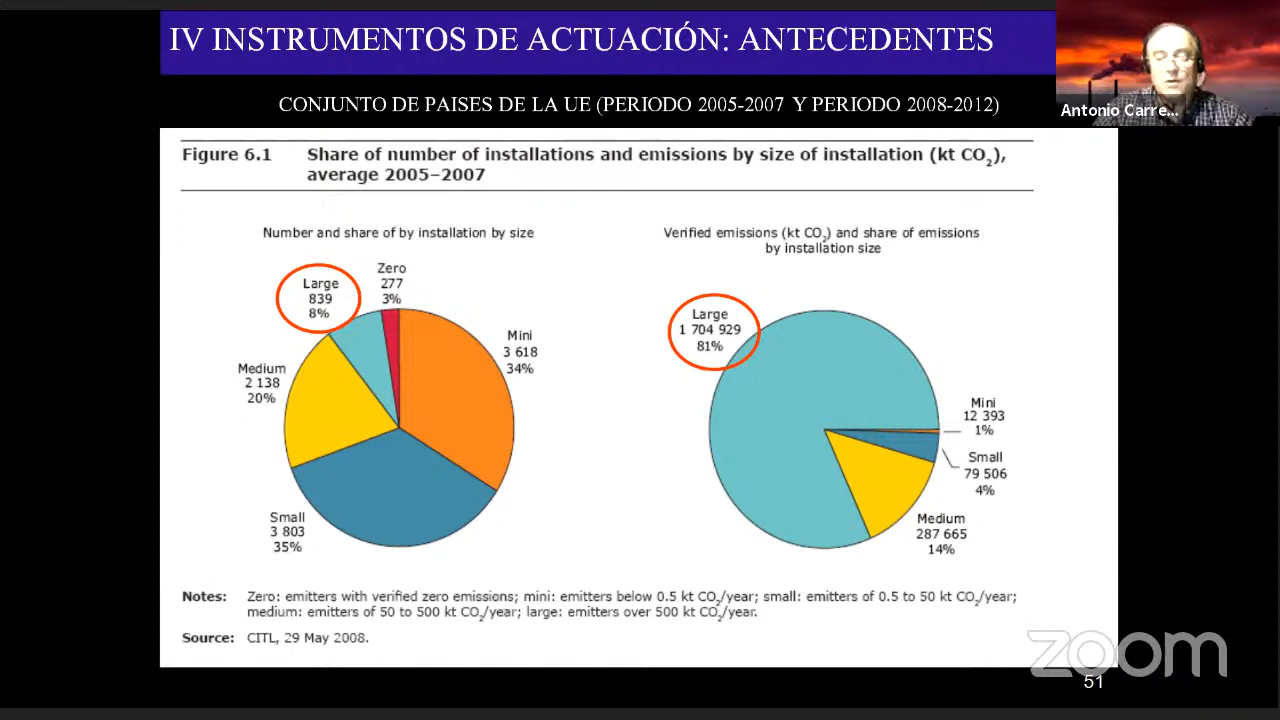 IV INSTRUMENTOS DE ACTUACIÓN: ANTECEDENTES
CONJUNTO DE PAISES DE LA UE (PERIODO 2005-2007 Y PERIODO 2008-2012)
Antonio Carre...
Figure 6.1 Share of number of installations and emissions by size of installation (kt CO2),
average 2005–2007
Number and share of by installation by size
Zero
277
3%
Large
839
8%
Mini
3 618
34%
Medium
2 138
20%
Small
3 803
35%
Verified emissions (kt CO2) and share of emissions
by installation size
Large
1 704 929
81%
Mini
12 393
1%
Small
79 506
4%
Medium
287 665
14%
Notes: Zero: emitters with verified zero emissions; mini: emitters below 0.5 kt CO2/year; small: emitters of 0.5 to 50 kt CO2/year;
medium: emitters of 50 to 500 kt CO2/year; large: emitters over 500 kt CO2/year.
Source: CITL, 29 May 2008.
zoom
51